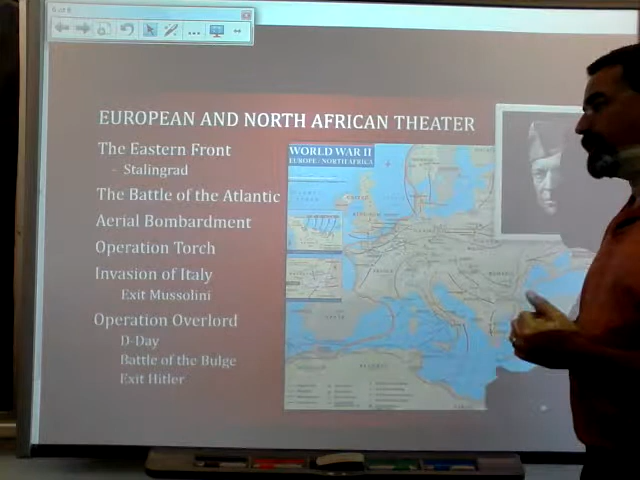 EUROPEAN AND NORTH AFRICAN THEATER
The Eastern Front
- Stalingrad
The Battle of the Atlantic
Aerial Bombardment
Operation Torch
Invasion of Italy
Exit Mussolini
Operation Overlord
D-Day
Battle of the Bulge
Exit Hitler
WORLD WAR II
EUROPE / NORTH AFRICA